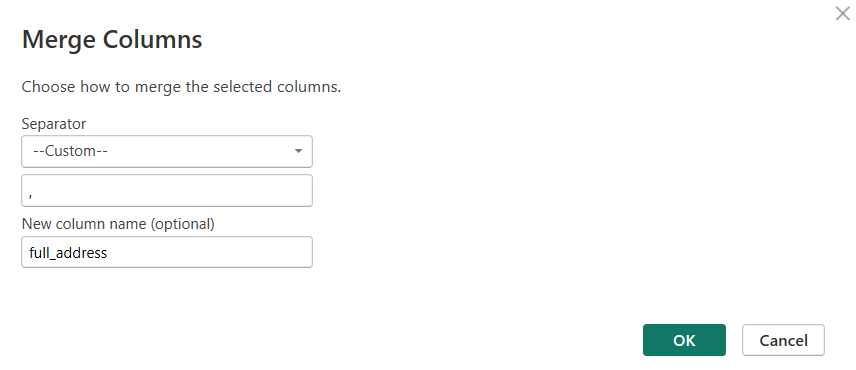 Merge Columns
Choose how to merge the selected columns.
Separator
--Custom--
,
New column name (optional)
full_address
OK Cancel